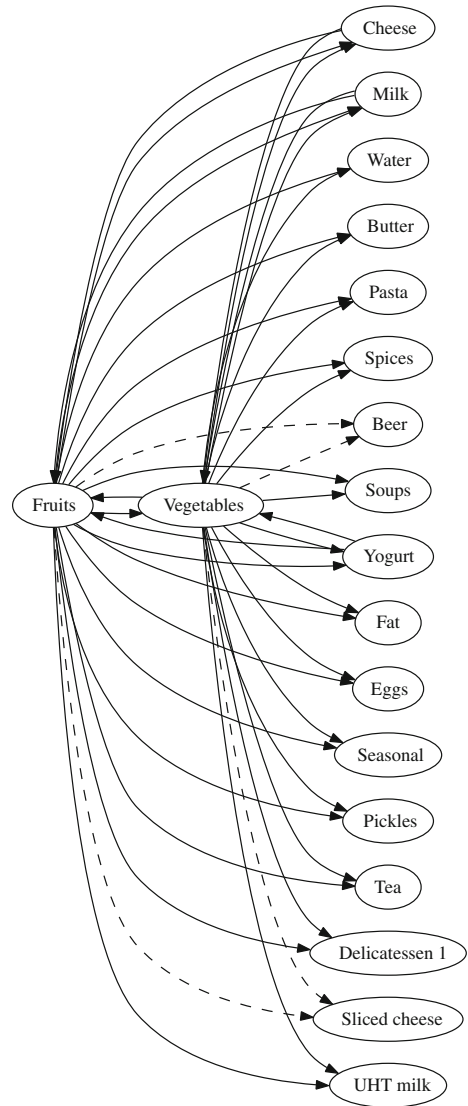 Cheese
Milk
Water
Butter
Pasta
Spices
Beer
Soups
Fruits
Vegetables
Yogurt
Fat
Eggs
Seasonal
Pickles
Tea
Delicatessen 1
Sliced cheese
UHT milk